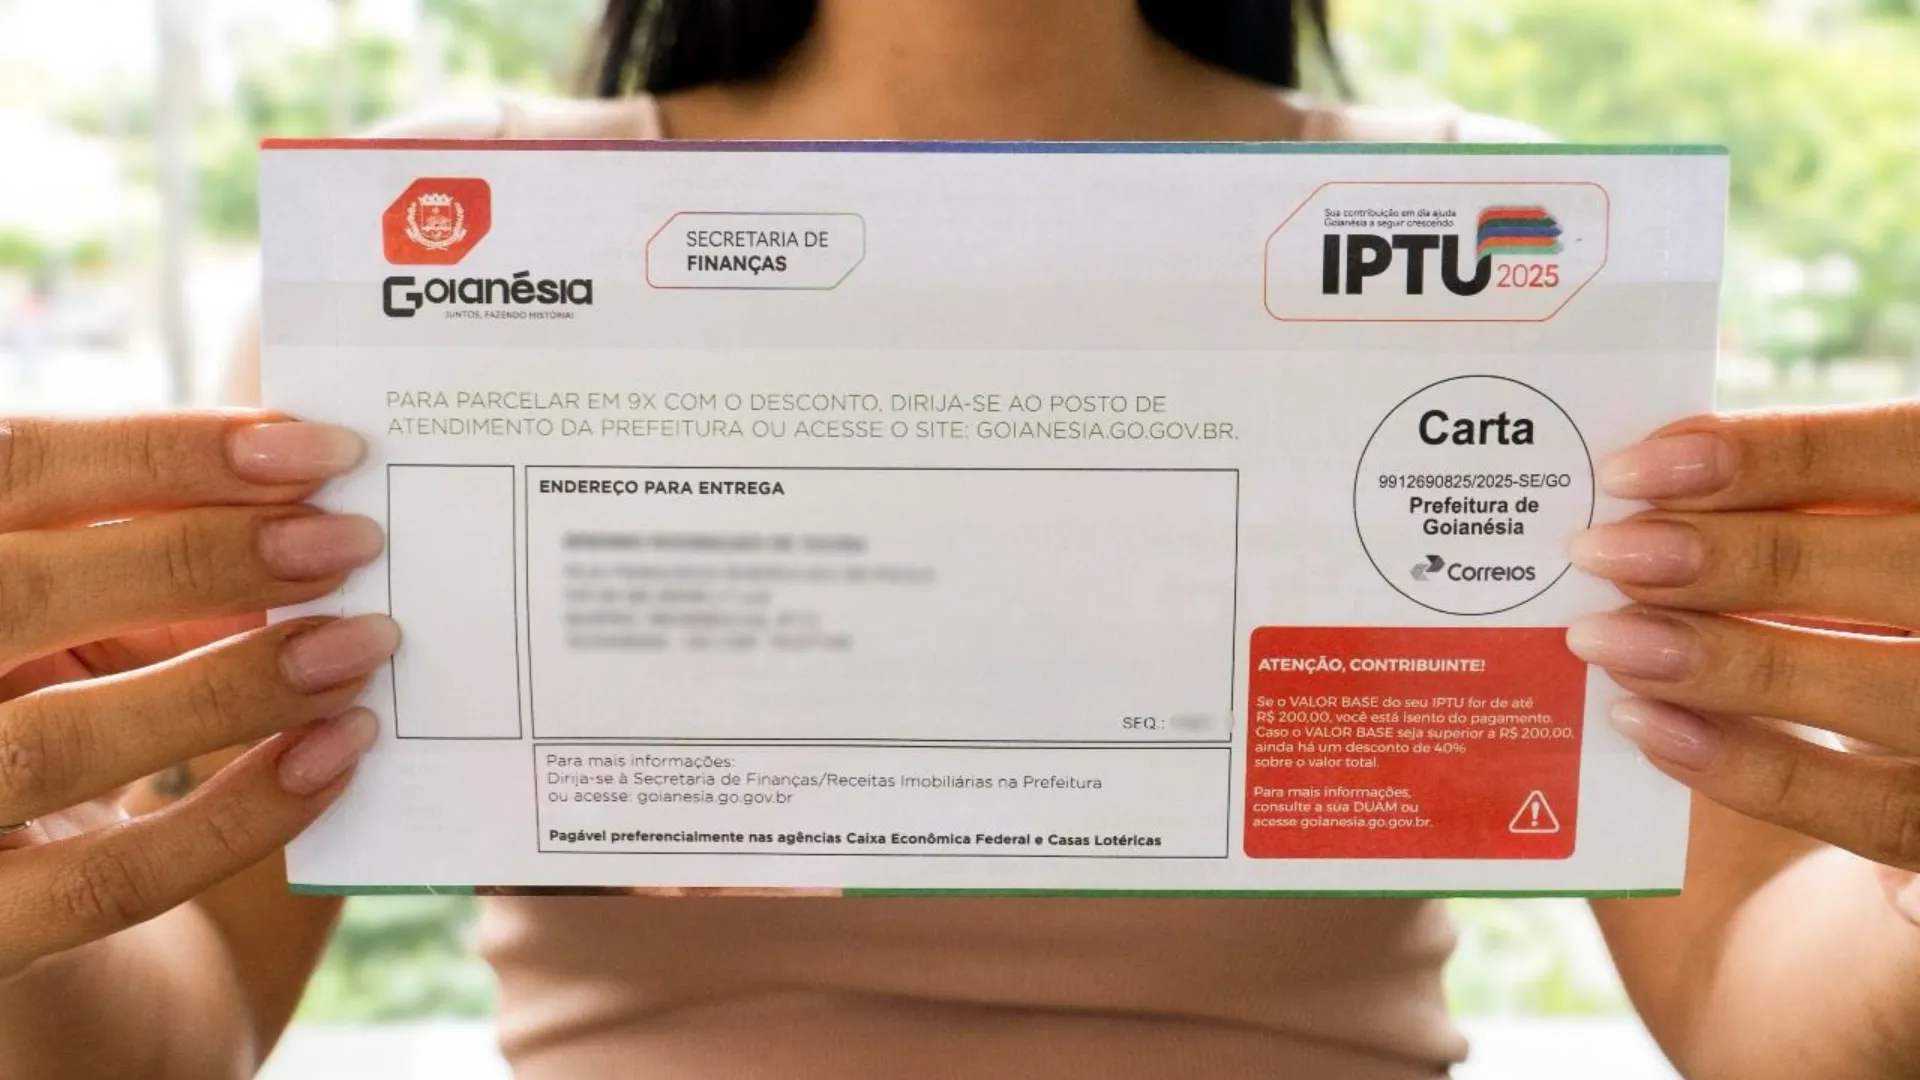 Goianésia
JUNTOS, FAZENDO HISTÓRIA!
SECRETARIA DE
FINANÇAS
Sua contribuição em dia ajuda
Goianésia a seguir crescendo
IPTU
2025
PARA PARCELAR EM 9X COM O DESCONTO, DIRIJA-SE AO POSTO DE
ATENDIMENTO DA PREFEITURA OU ACESSE O SITE: GOIANESIA.GO.GOV.BR.
Carta
9912690825/2025-SE/GO
Prefeitura de
Goianésia
Correios
ENDEREÇO PARA ENTREGA
SEQ.:
Para mais informações:
Dirija-se à Secretaria de Finanças/Receitas Imobiliárias na Prefeitura
ou acesse: goianesia.go.gov.br
Pagável preferencialmente nas agências Caixa Econômica Federal e Casas Lotéricas
ATENÇÃO, CONTRIBUINTE!
Se o VALOR BASE do seu IPTU for de até
R$ 200,00, você está isento do pagamento.
Caso o VALOR BASE seja superior a R$ 200,00,
ainda há um desconto de 40%
sobre o valor total.
Para mais informações,
consulte a sua DUAM ou
acesse goianesia.go.gov.br.